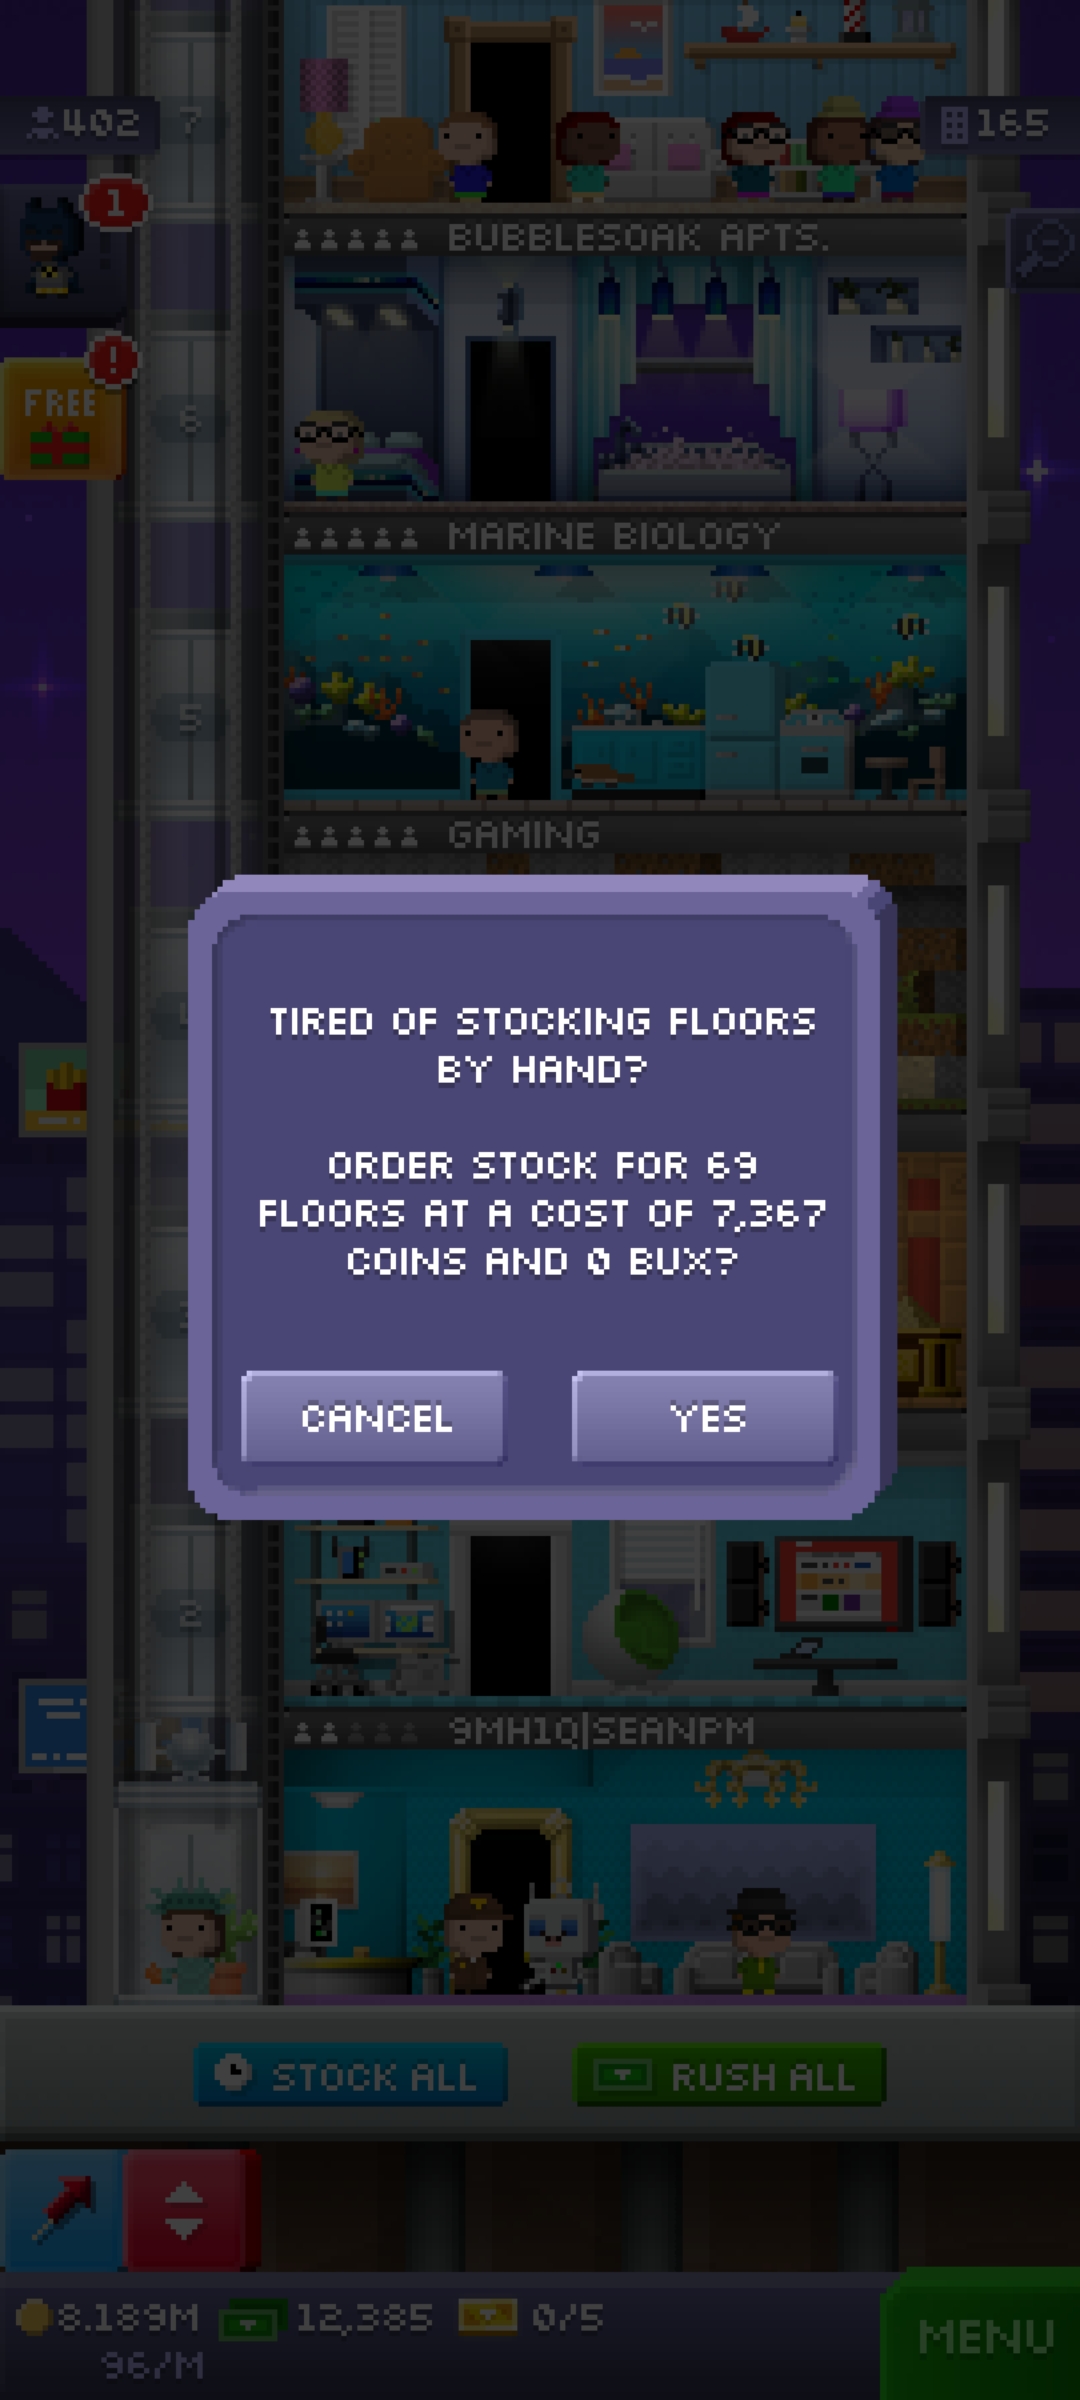 402
7
165
1
BUBBLESOAK APTS.
!
FREE
6
MARINE BIOLOGY
5
GAMING
TIRED OF STOCKING FLOORS
BY HAND?
ORDER STOCK FOR 69
FLOORS AT A COST OF 7,367
COINS AND 0 BUX?
CANCEL
YES
2
9MH1Q|SEANPM
STOCK ALL
RUSH ALL
8.189M
12,385
0/5
96/M
MENU